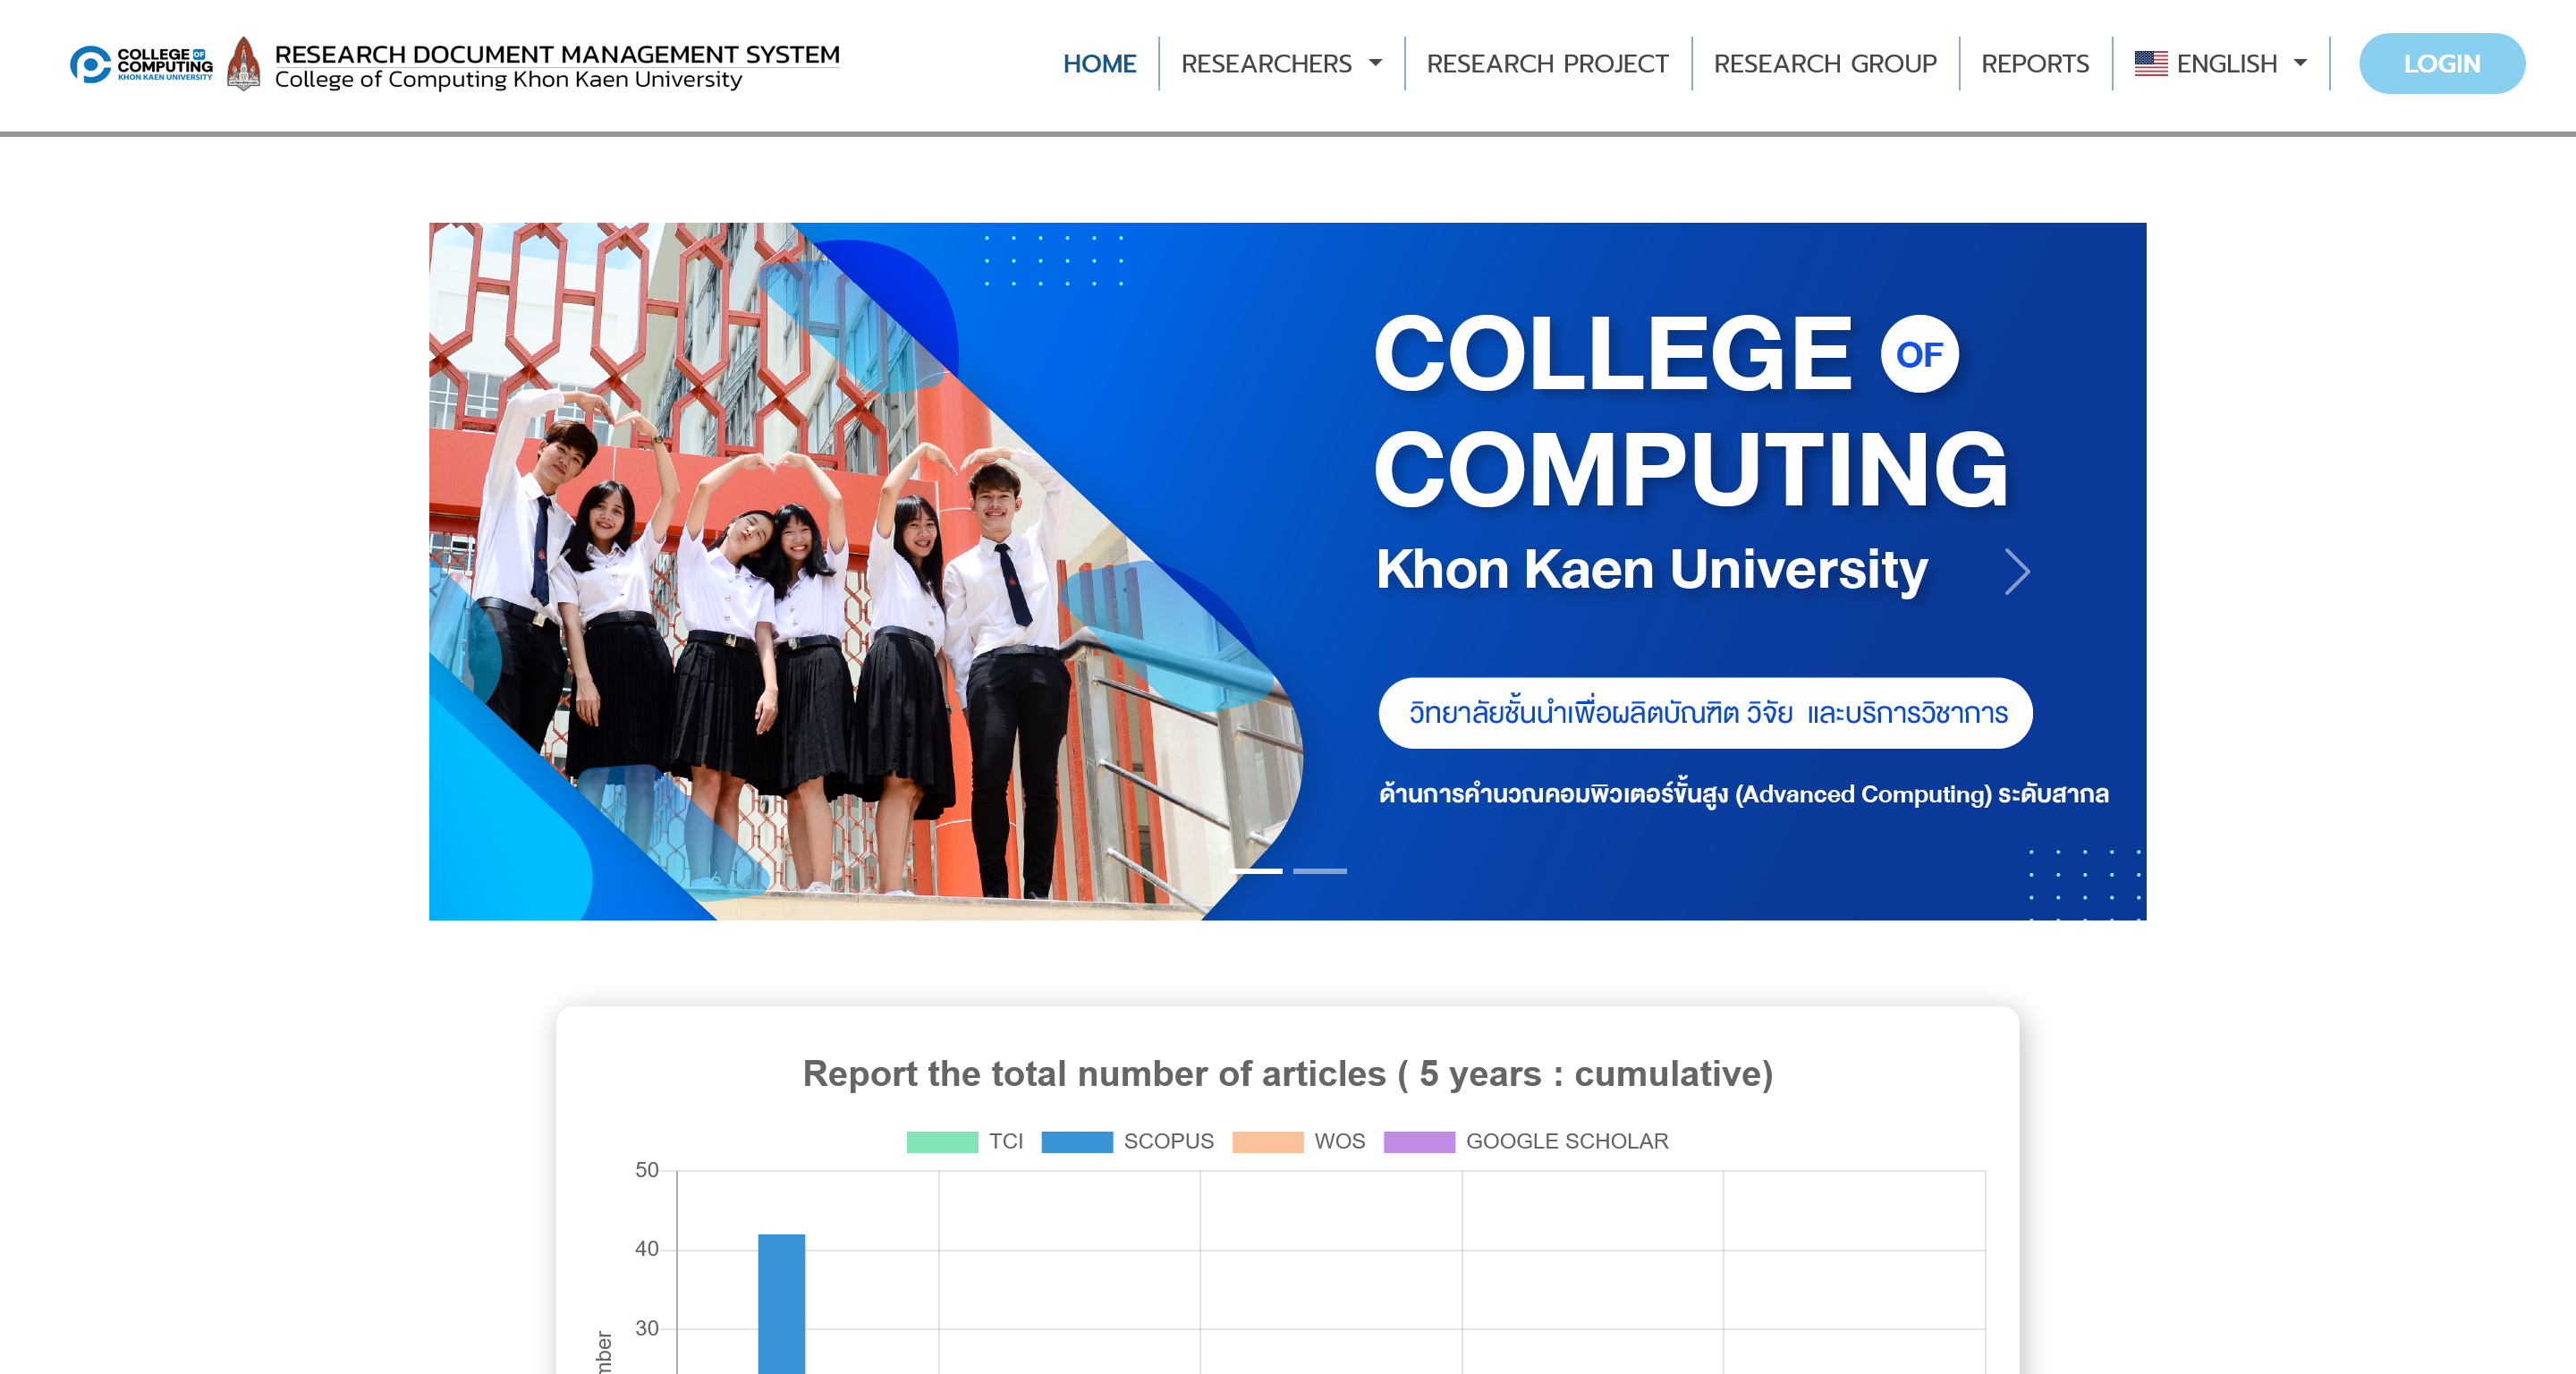 COLLEGE OF
COMPUTING
KHON KAEN UNIVERSITY
RESEARCH DOCUMENT MANAGEMENT SYSTEM
College of Computing Khon Kaen University
HOME
RESEARCHERS
RESEARCH PROJECT
RESEARCH GROUP
REPORTS
ENGLISH
LOGIN
COLLEGE OF
COMPUTING
Khon Kaen University
วิทยาลัยชั้นนำเพื่อผลิตบัณฑิต วิจัย และบริการวิชาการ
ด้านการคำนวณคอมพิวเตอร์ขั้นสูง (Advanced Computing) ระดับสากล
Report the total number of articles ( 5 years : cumulative)
TCI
SCOPUS
WOS
GOOGLE SCHOLAR
50
40
30